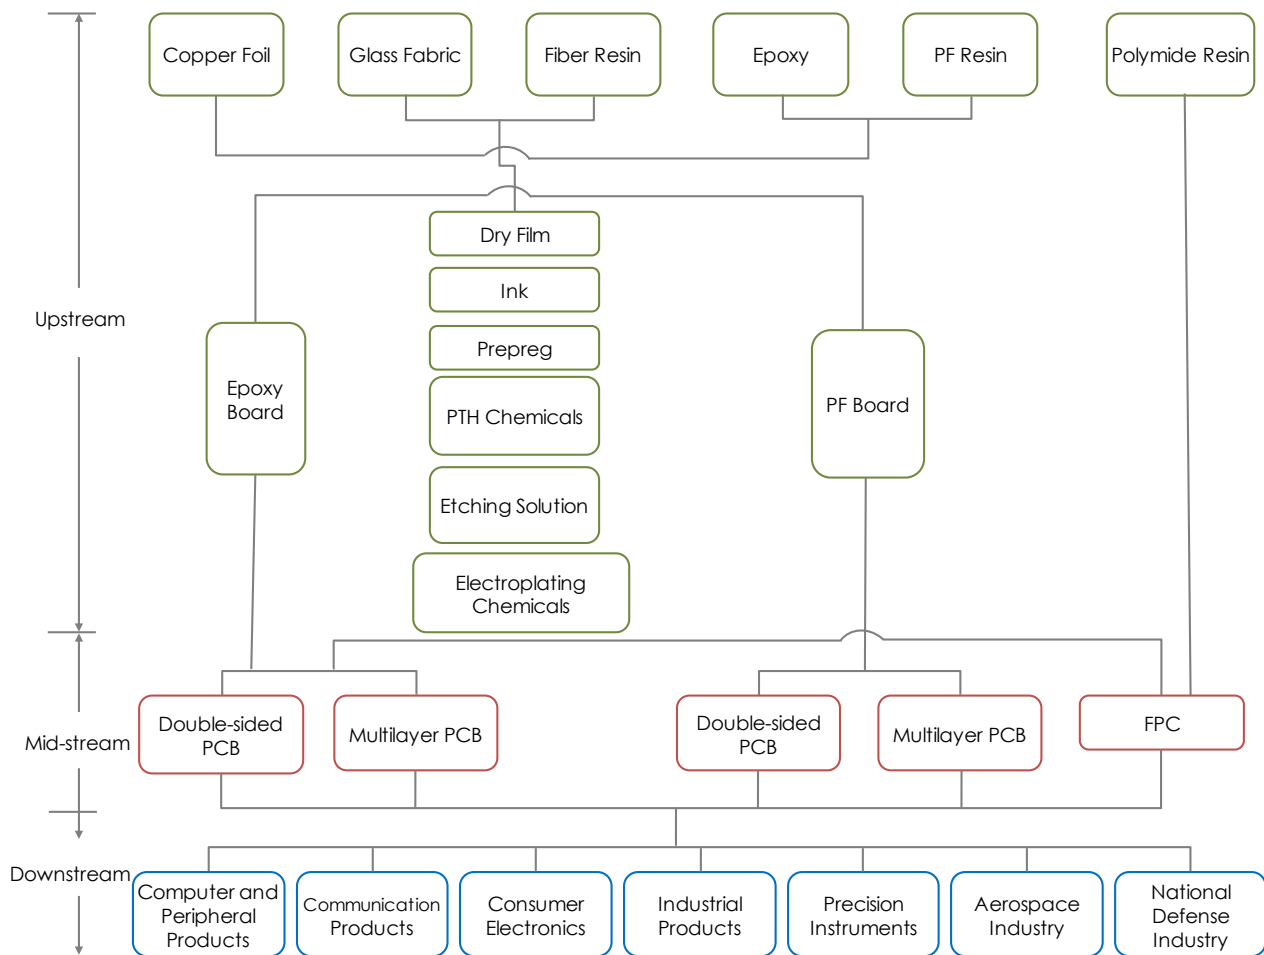 Copper Foil
Glass Fabric
Fiber Resin
Epoxy
PF Resin
Polymide Resin
Upstream
Dry Film
Ink
Prepreg
PTH Chemicals
Etching Solution
Electroplating
Chemicals
Epoxy
Board
PF Board
Mid-stream
Double-sided
PCB
Multilayer PCB
Double-sided
PCB
Multilayer PCB
FPC
Downstream
Computer and
Peripheral
Products
Communication
Products
Consumer
Electronics
Industrial
Products
Precision
Instruments
Aerospace
Industry
National
Defense
Industry